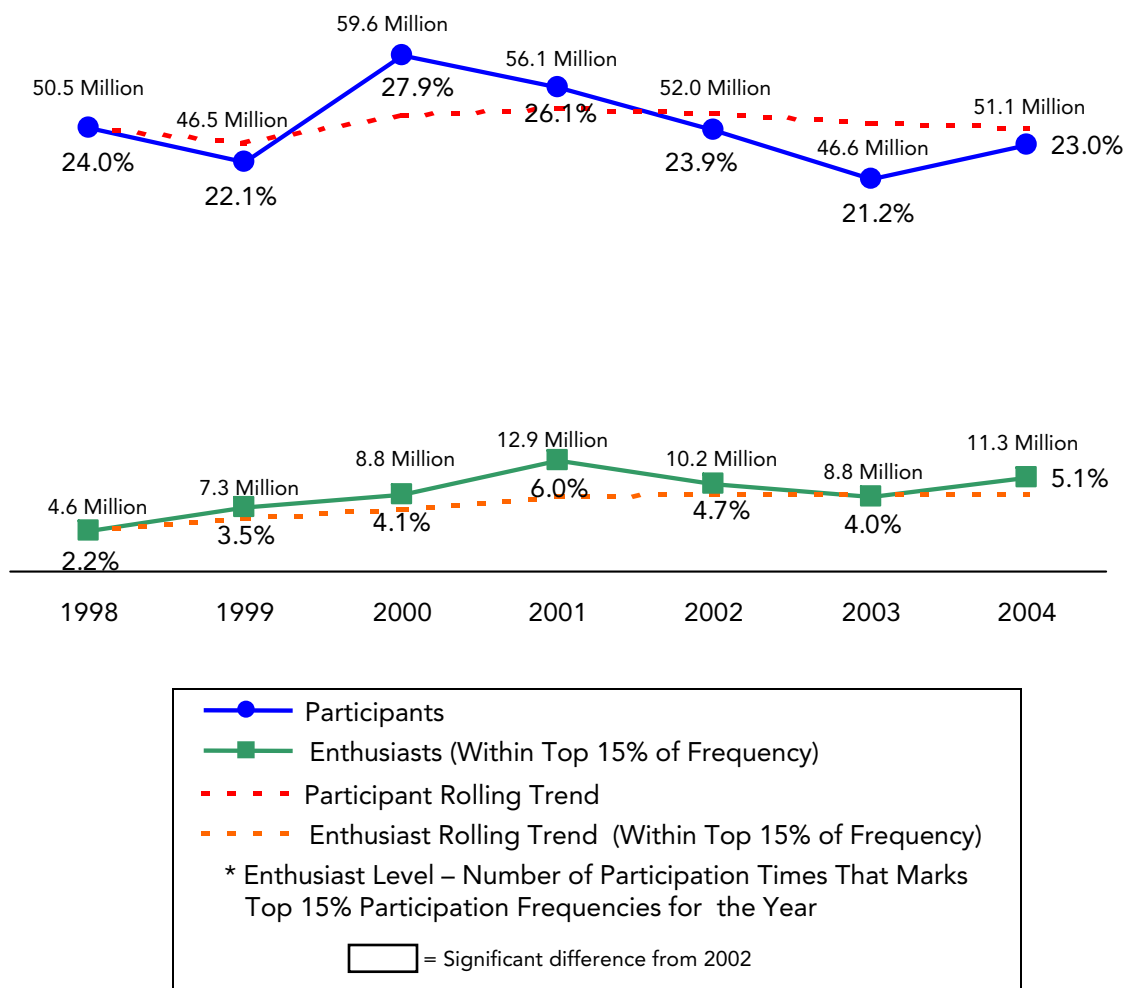 59.6 Million
56.1 Million
50.5 Million
52.0 Million
27.9%
46.5 Million
51.1 Million
26.1%
46.6 Million
23.0%
24.0%
23.9%
22.1%
21.2%
12.9 Million
11.3 Million
8.8 Million
10.2 Million
8.8 Million
7.3 Million
5.1%
4.6 Million
6.0%
4.7%
4.1%
4.0%
3.5%
2.2%
1998 1999 2000 2001 2002 2003 2004
Participants
Enthusiasts (Within Top 15% of Frequency)
Participant Rolling Trend
Enthusiast Rolling Trend (Within Top 15% of Frequency)
* Enthusiast Level – Number of Participation Times That Marks
Top 15% Participation Frequencies for the Year
= Significant difference from 2002